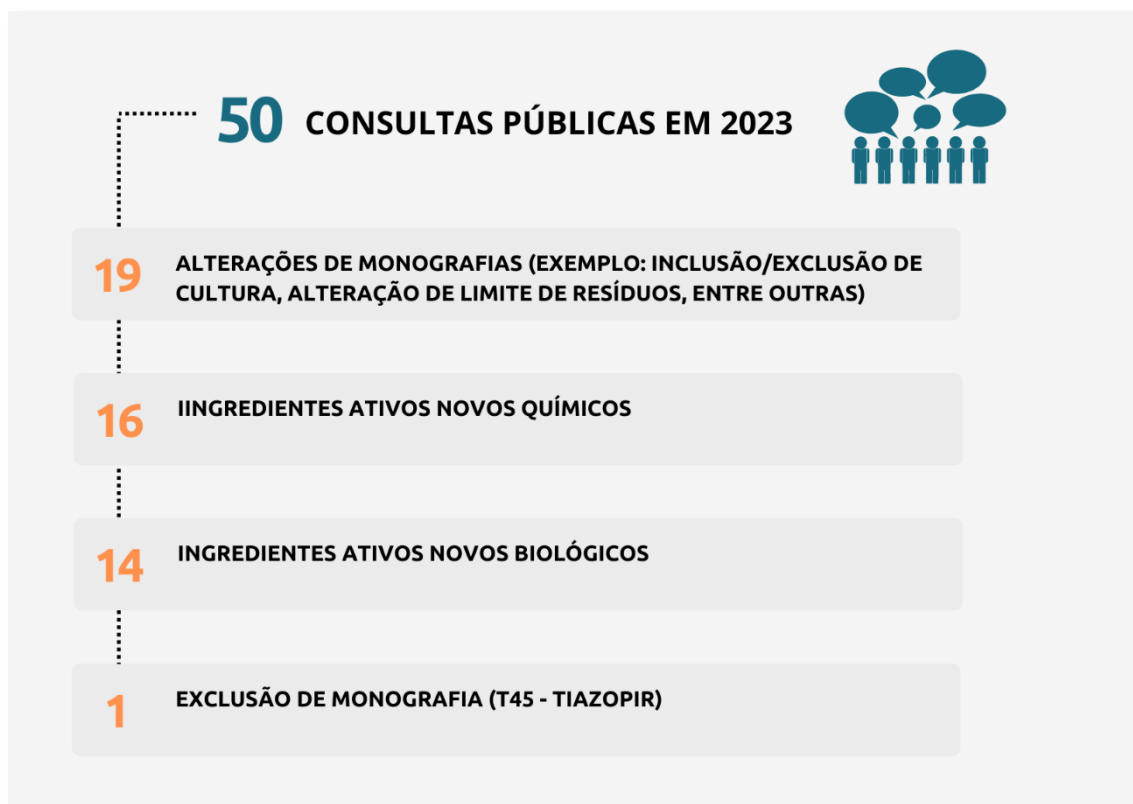 50 CONSULTAS PÚBLICAS EM 2023
19 ALTERAÇÕES DE MONOGRAFIAS (EXEMPLO: INCLUSÃO/EXCLUSÃO DE
CULTURA, ALTERAÇÃO DE LIMITE DE RESÍDUOS, ENTRE OUTRAS)
16 IINGREDIENTES ATIVOS NOVOS QUÍMICOS
14 INGREDIENTES ATIVOS NOVOS BIOLÓGICOS
1 EXCLUSÃO DE MONOGRAFIA (T45 - TIAZOPIR)